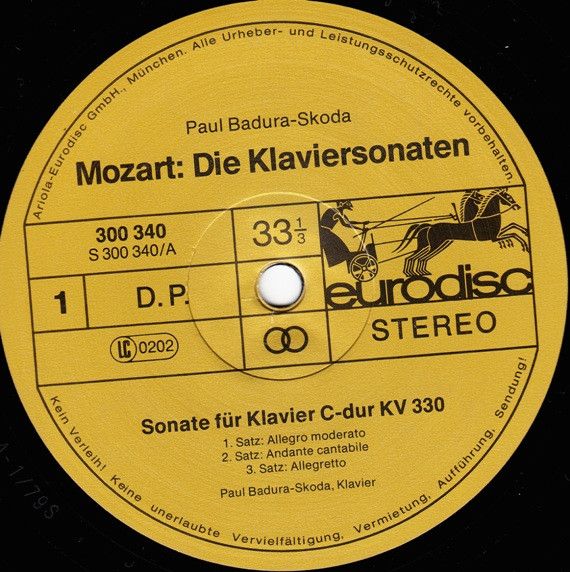 Ariola-Eurodisc GmbH., München. Alle Urheber- und Leistungsschutzrechte vorbehalten.
Paul Badura-Skoda
Mozart: Die Klaviersonaten
300 340
S 300 340/A
33 1/3
1
D. P.
eurodisc
LC 0202
STEREO
Sonate für Klavier C-dur KV 330
1. Satz: Allegro moderato
2. Satz: Andante cantabile
3. Satz: Allegretto
Paul Badura-Skoda, Klavier
Kein Verleih! Keine unerlaubte Vervielfältigung, Vermietung, Aufführung, Sendung!